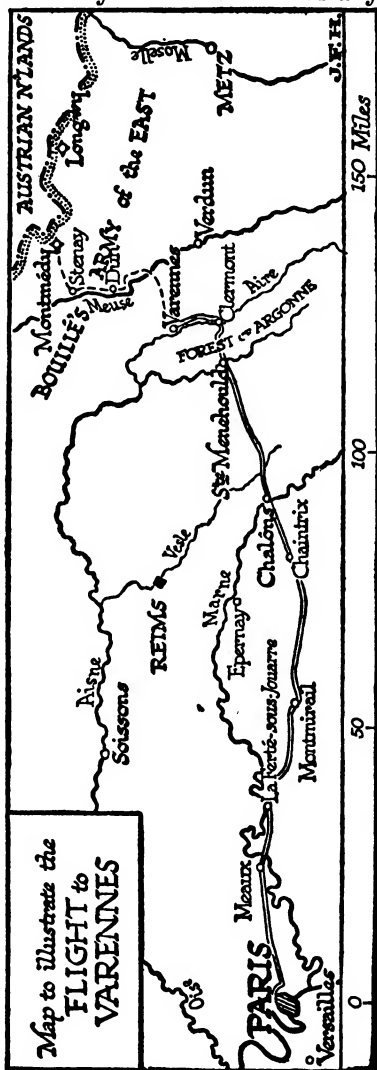 Map to illustrate the
FLIGHT to
VARENNES
AUSTRIAN N'LANDS
Longwy
Moselle
METZ
J.F.H.
Montmédy
Stenay
BOUILLÉ'S ARMY of the EAST
Dun
Meuse
Varennes
Verdun
Clermont
Aire
FOREST of ARGONNE
Ste Menehould
Aisne
Soissons
REIMS
Vesle
Marne
Epernay
Chalôns
Chaintrix
La Ferté-sous-Jouarre
Montmirail
Meaux
Oise
PARIS
Versailles
0 50 100 150 Miles